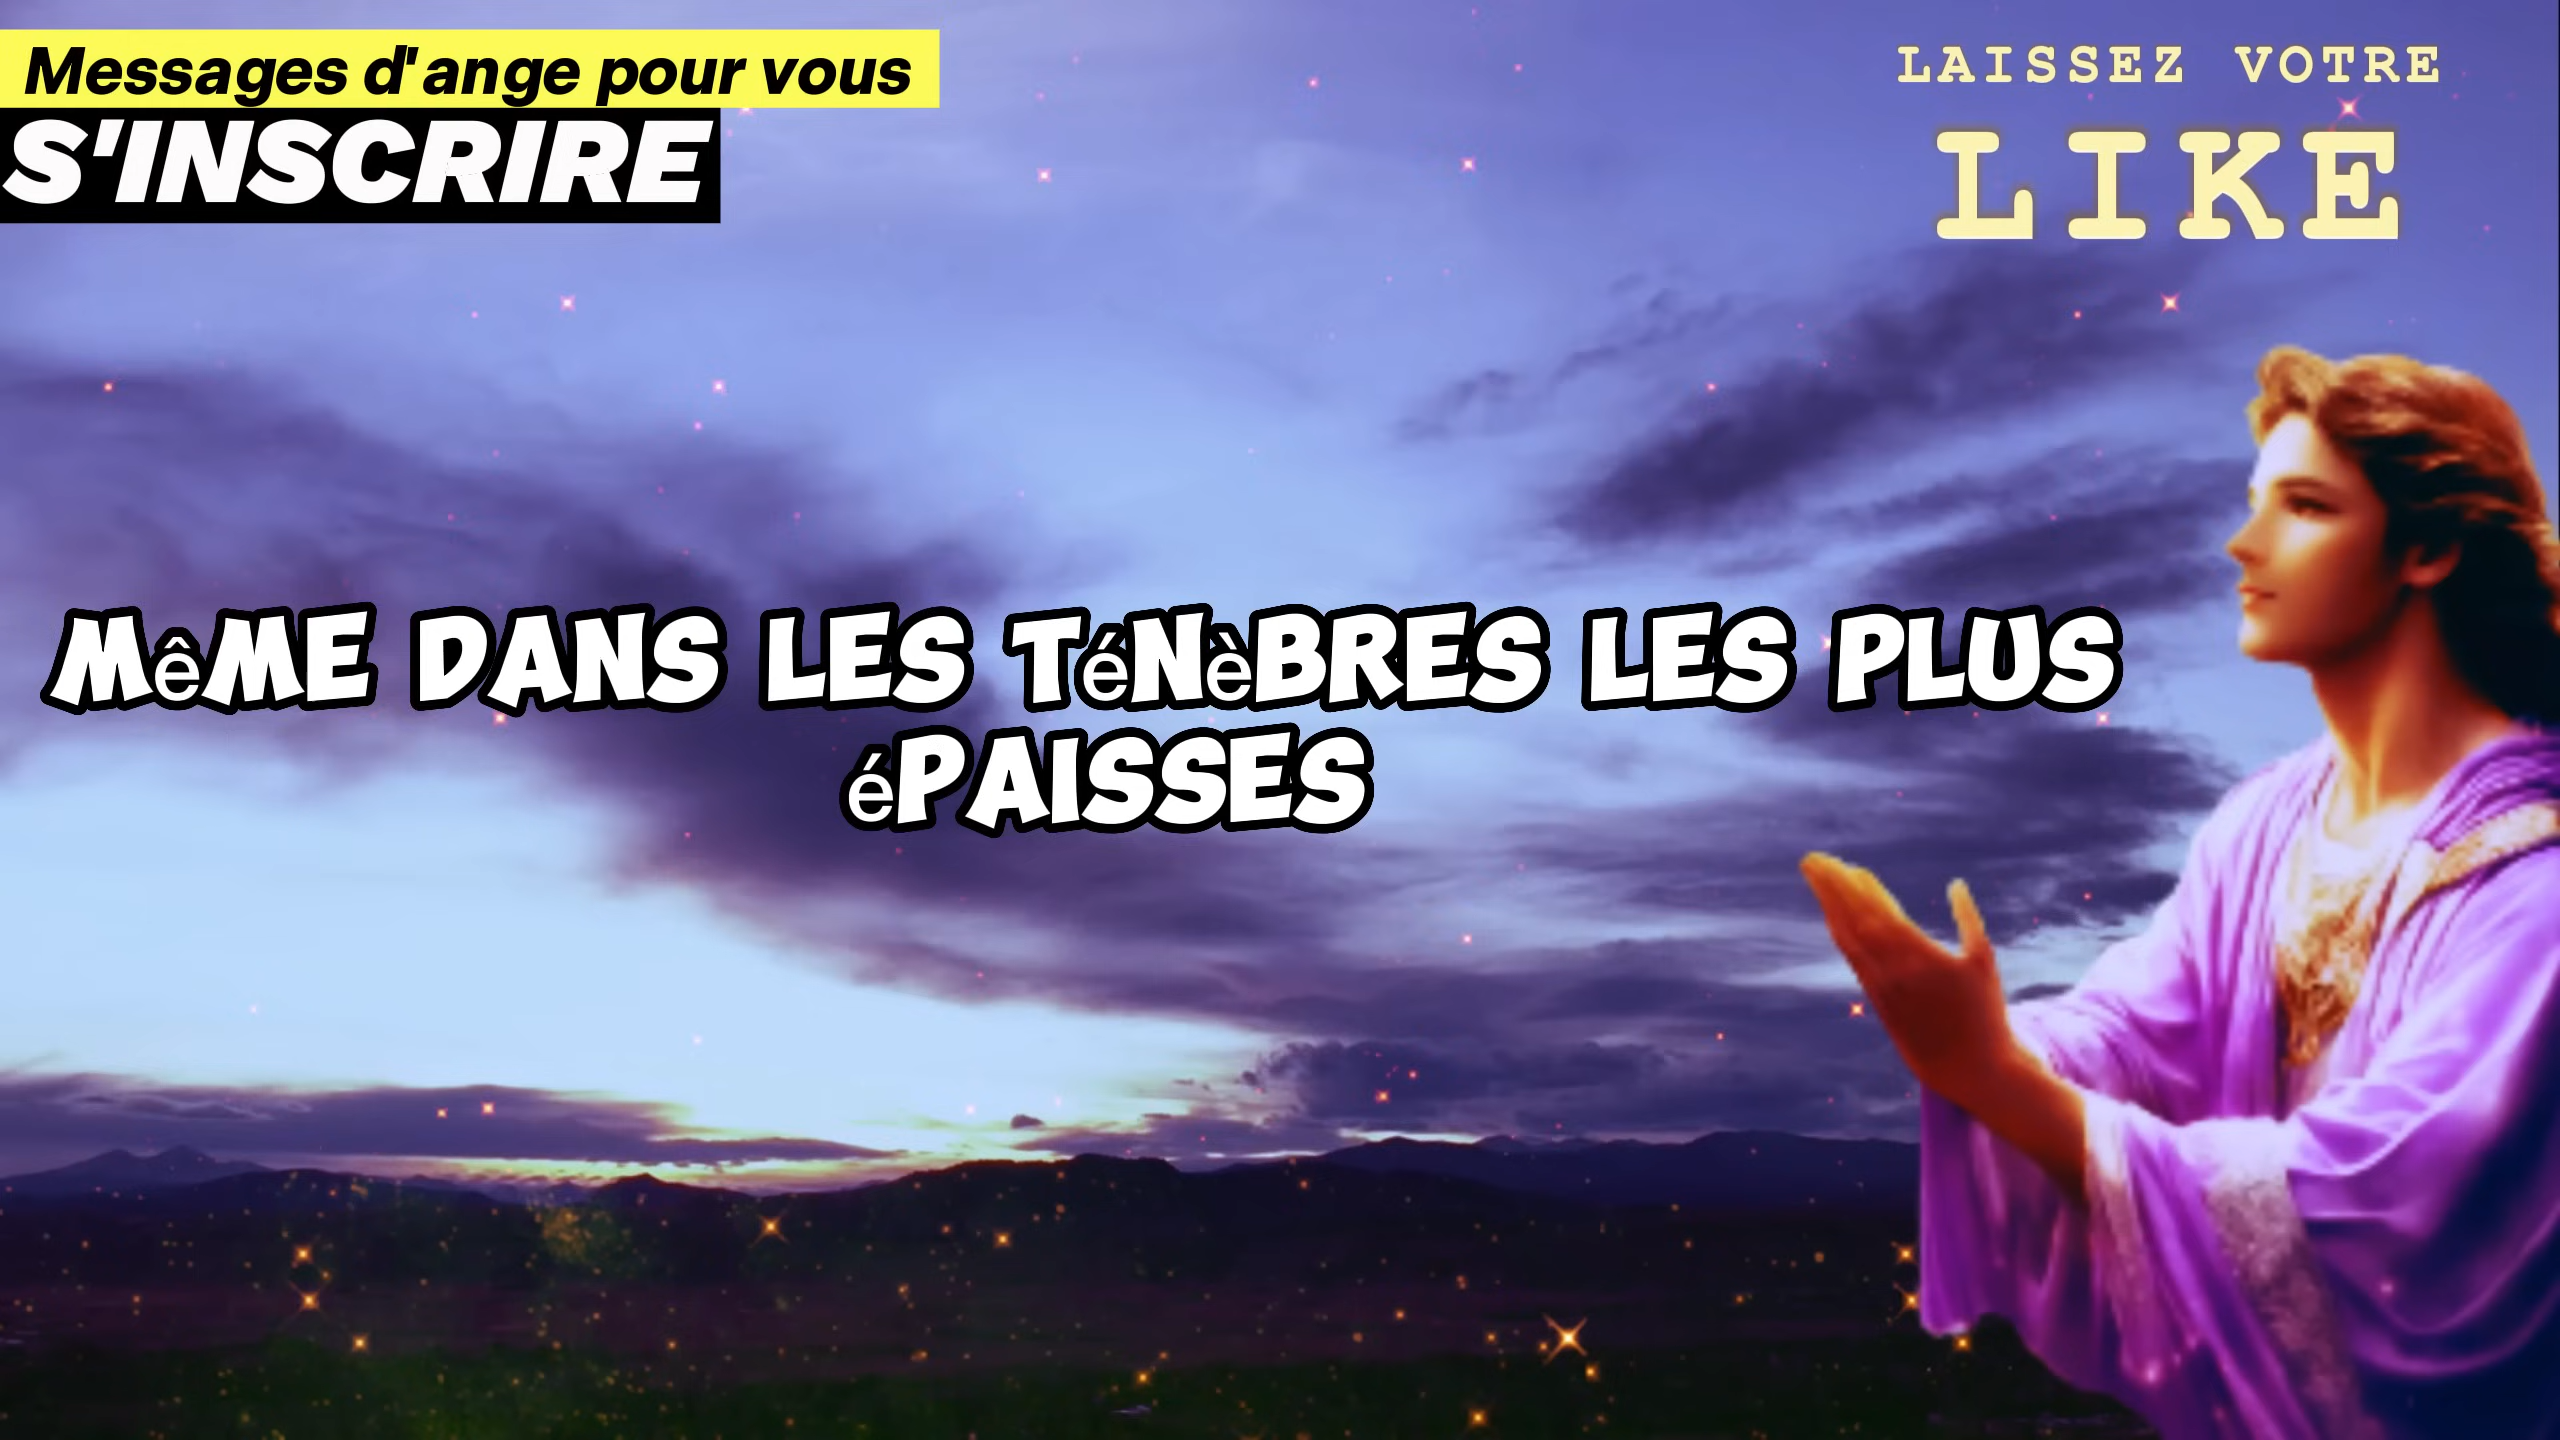 Messages d'ange pour vous
S'INSCRIRE
LAISSEZ VOTRE
LIKE
MêME DANS LES TéNèBRES LES PLUS
éPAISSES